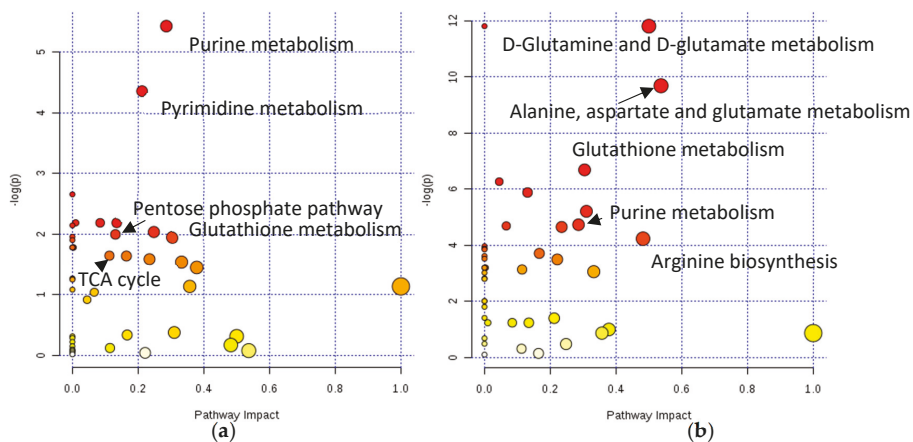 Purine metabolism
Pyrimidine metabolism
Pentose phosphate pathway
Glutathione metabolism
TCA cycle
-log(p)
5
4
3
2
1
0
0.0 0.2 0.4 0.6 0.8 1.0
Pathway Impact
(a)
D-Glutamine and D-glutamate metabolism
Alanine, aspartate and glutamate metabolism
Glutathione metabolism
Purine metabolism
Arginine biosynthesis
-log(p)
12
10
8
6
4
2
0
0.0 0.2 0.4 0.6 0.8 1.0
Pathway Impact
(b)